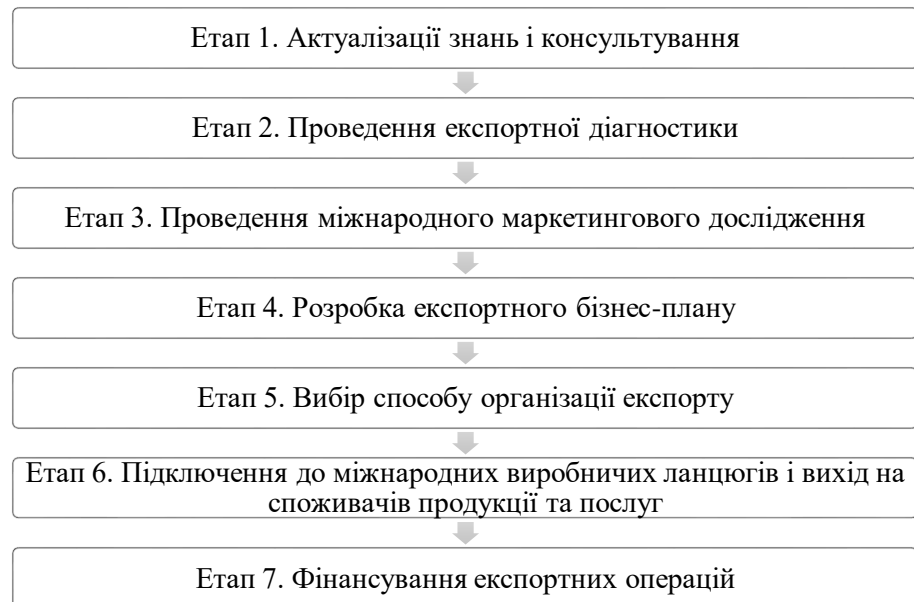 Етап 1. Актуалізації знань і консультування
Етап 2. Проведення експортної діагностики
Етап 3. Проведення міжнародного маркетингового дослідження
Етап 4. Розробка експортного бізнес-плану
Етап 5. Вибір способу організації експорту
Етап 6. Підключення до міжнародних виробничих ланцюгів і вихід на
споживачів продукції та послуг
Етап 7. Фінансування експортних операцій